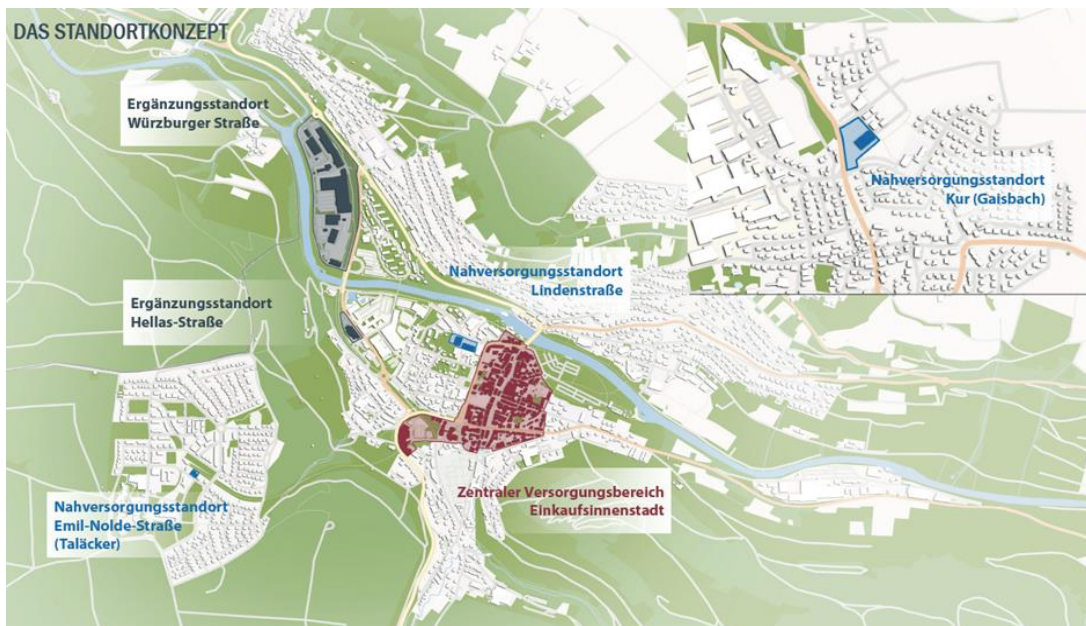 DAS STANDORTKONZEPT
Ergänzungsstandort
Würzburger Straße
Nahversorgungsstandort
Kur (Gaisbach)
Nahversorgungsstandort
Lindenstraße
Ergänzungsstandort
Hellas-Straße
Zentraler Versorgungsbereich
Einkaufsinnenstadt
Nahversorgungsstandort
Emil-Nolde-Straße
(Taläcker)